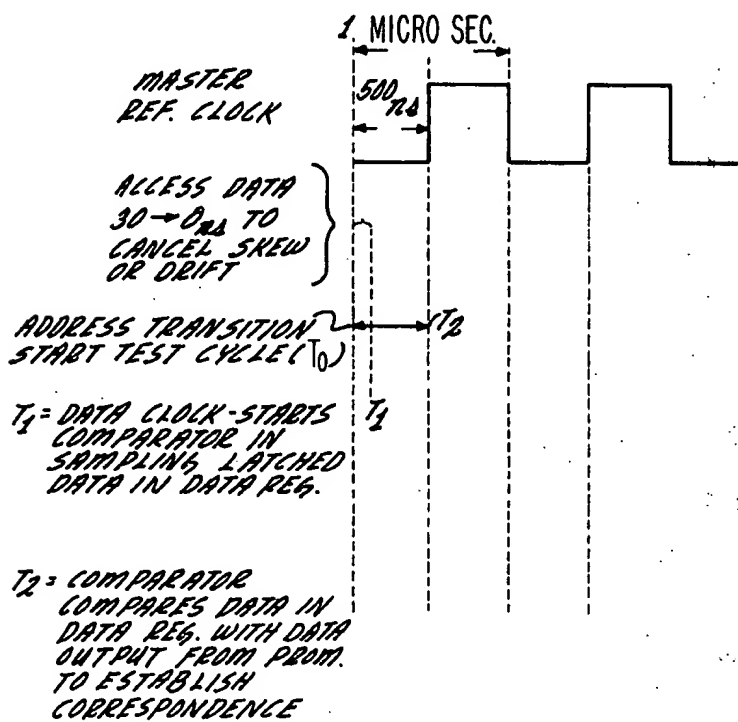 1. MICRO SEC.
MASTER
REF. CLOCK
500 ns
ACCESS DATA
30→0ns TO
CANCEL SKEW
OR DRIFT
ADDRESS TRANSITION
START TEST CYCLE (T0)
T2
T1
T1= DATA CLOCK-STARTS
COMPARATOR IN
SAMPLING LATCHED
DATA IN DATA REG.
T2= COMPARATOR
COMPARES DATA IN
DATA REG. WITH DATA
OUTPUT FROM PROM.
TO ESTABLISH
CORRESPONDENCE